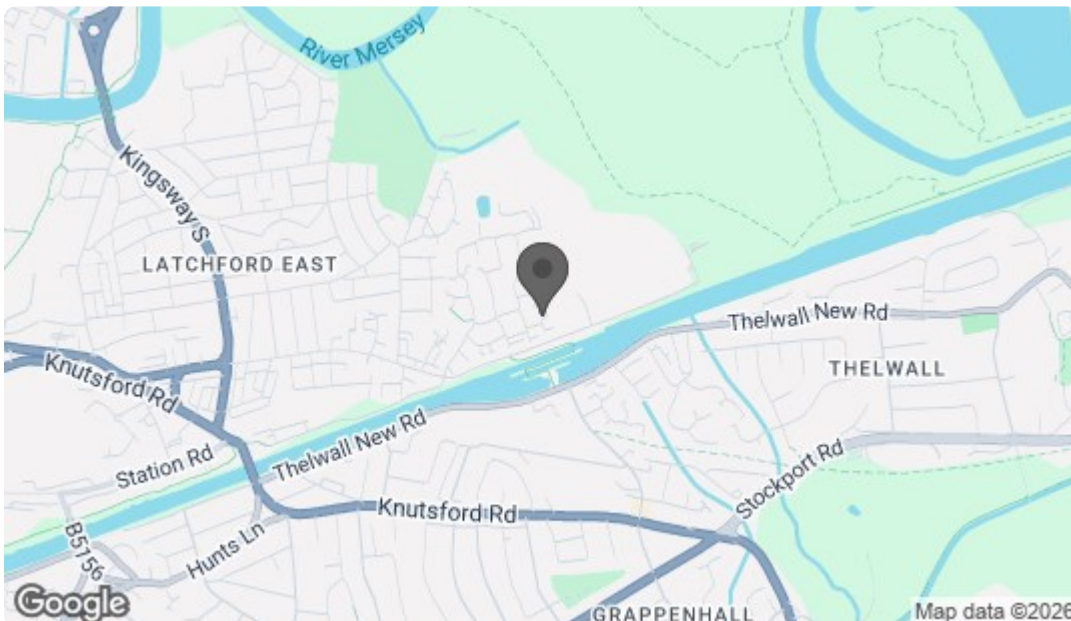 River Mersey
Kingsway S
LATCHFORD EAST
Thelwall New Rd
THELWALL
Knutsford Rd
Thelwall New Rd
Station Rd
Stockport Rd
Knutsford Rd
B5156
Hunts Ln
Google
GRAPPENHALL
Map data ©2026